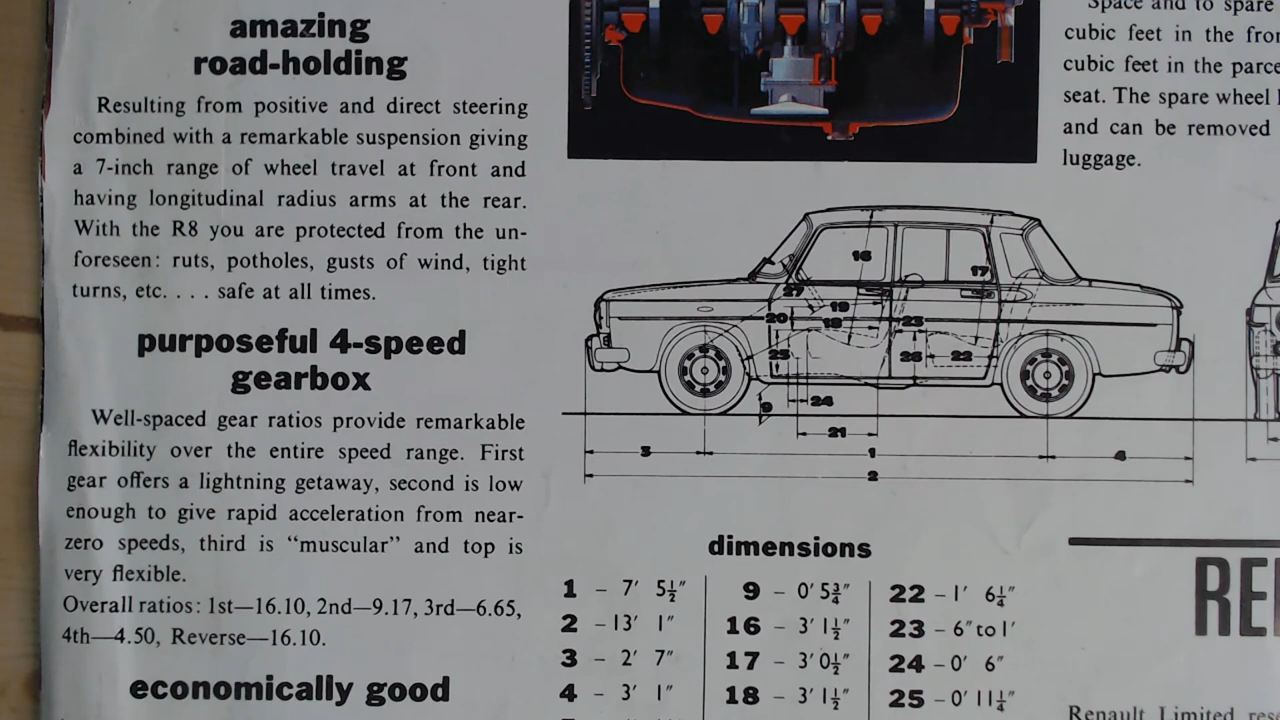 amazing
road-holding
Resulting from positive and direct steering
combined with a remarkable suspension giving
a 7-inch range of wheel travel at front and
having longitudinal radius arms at the rear.
With the R8 you are protected from the un-
foreseen: ruts, potholes, gusts of wind, tight
turns, etc. . . . safe at all times.
purposeful 4-speed
gearbox
Well-spaced gear ratios provide remarkable
flexibility over the entire speed range. First
gear offers a lightning getaway, second is low
enough to give rapid acceleration from near-
zero speeds, third is “muscular” and top is
very flexible.
Overall ratios: 1st—16.10, 2nd—9.17, 3rd—6.65,
4th—4.50, Reverse—16.10.
economically good
Space and to spare
cubic feet in the
cubic feet in the
seat. The spare wheel
and can be removed
luggage.
16
17
27
19
20
18
23
25
26
22
9
24
21
3
1
4
2
dimensions
1 – 7′ 5½″
2 – 13′ 1″
3 – 2′ 7″
4 – 3′ 1″
9 – 0′ 5¾″
16 – 3′ 1½″
17 – 3′ 0½″
18 – 3′ 1½″
22 – 1′ 6¼″
23 – 6″ to 1′
24 – 0′ 6″
25 – 0′ 11¼″
Renault Limited